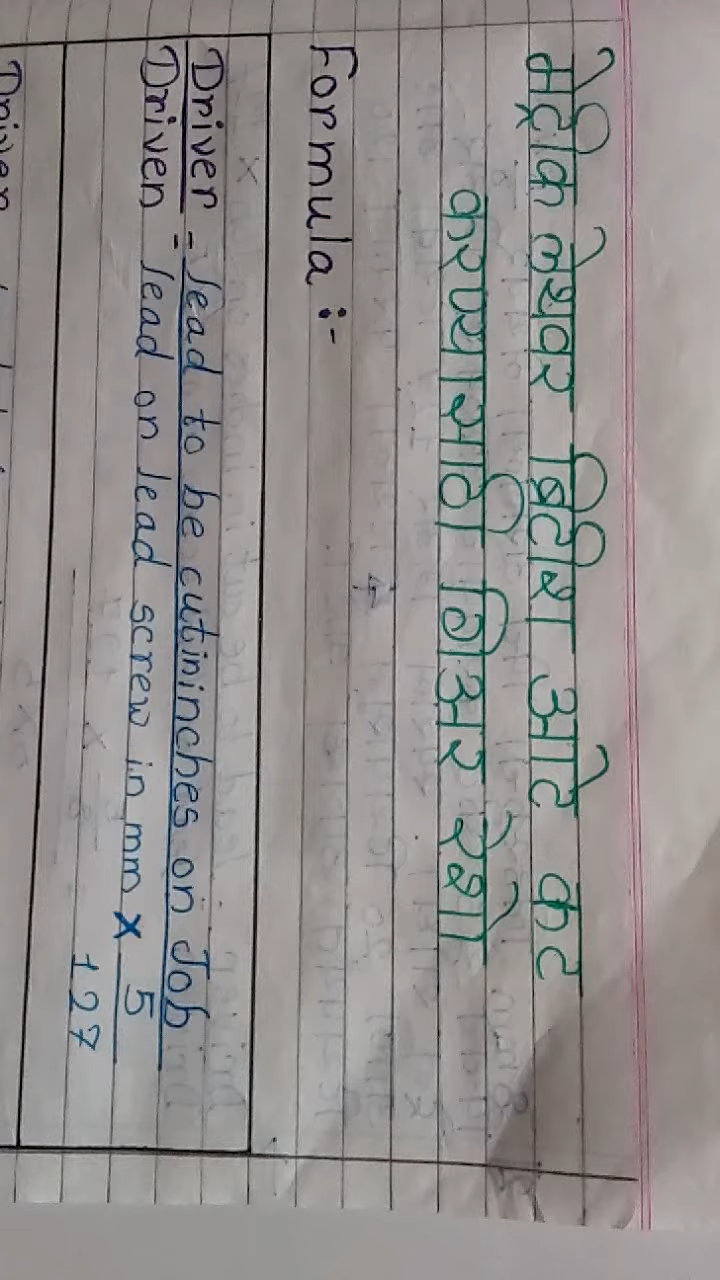 मेट्रीक लेथवर ब्रिटीश आटे कट
करण्यासाठी गिअर रेशो
Formula :-
Driver = lead to be cutininches on Job
Driven lead on lead screw in mm x 5
127
Driver